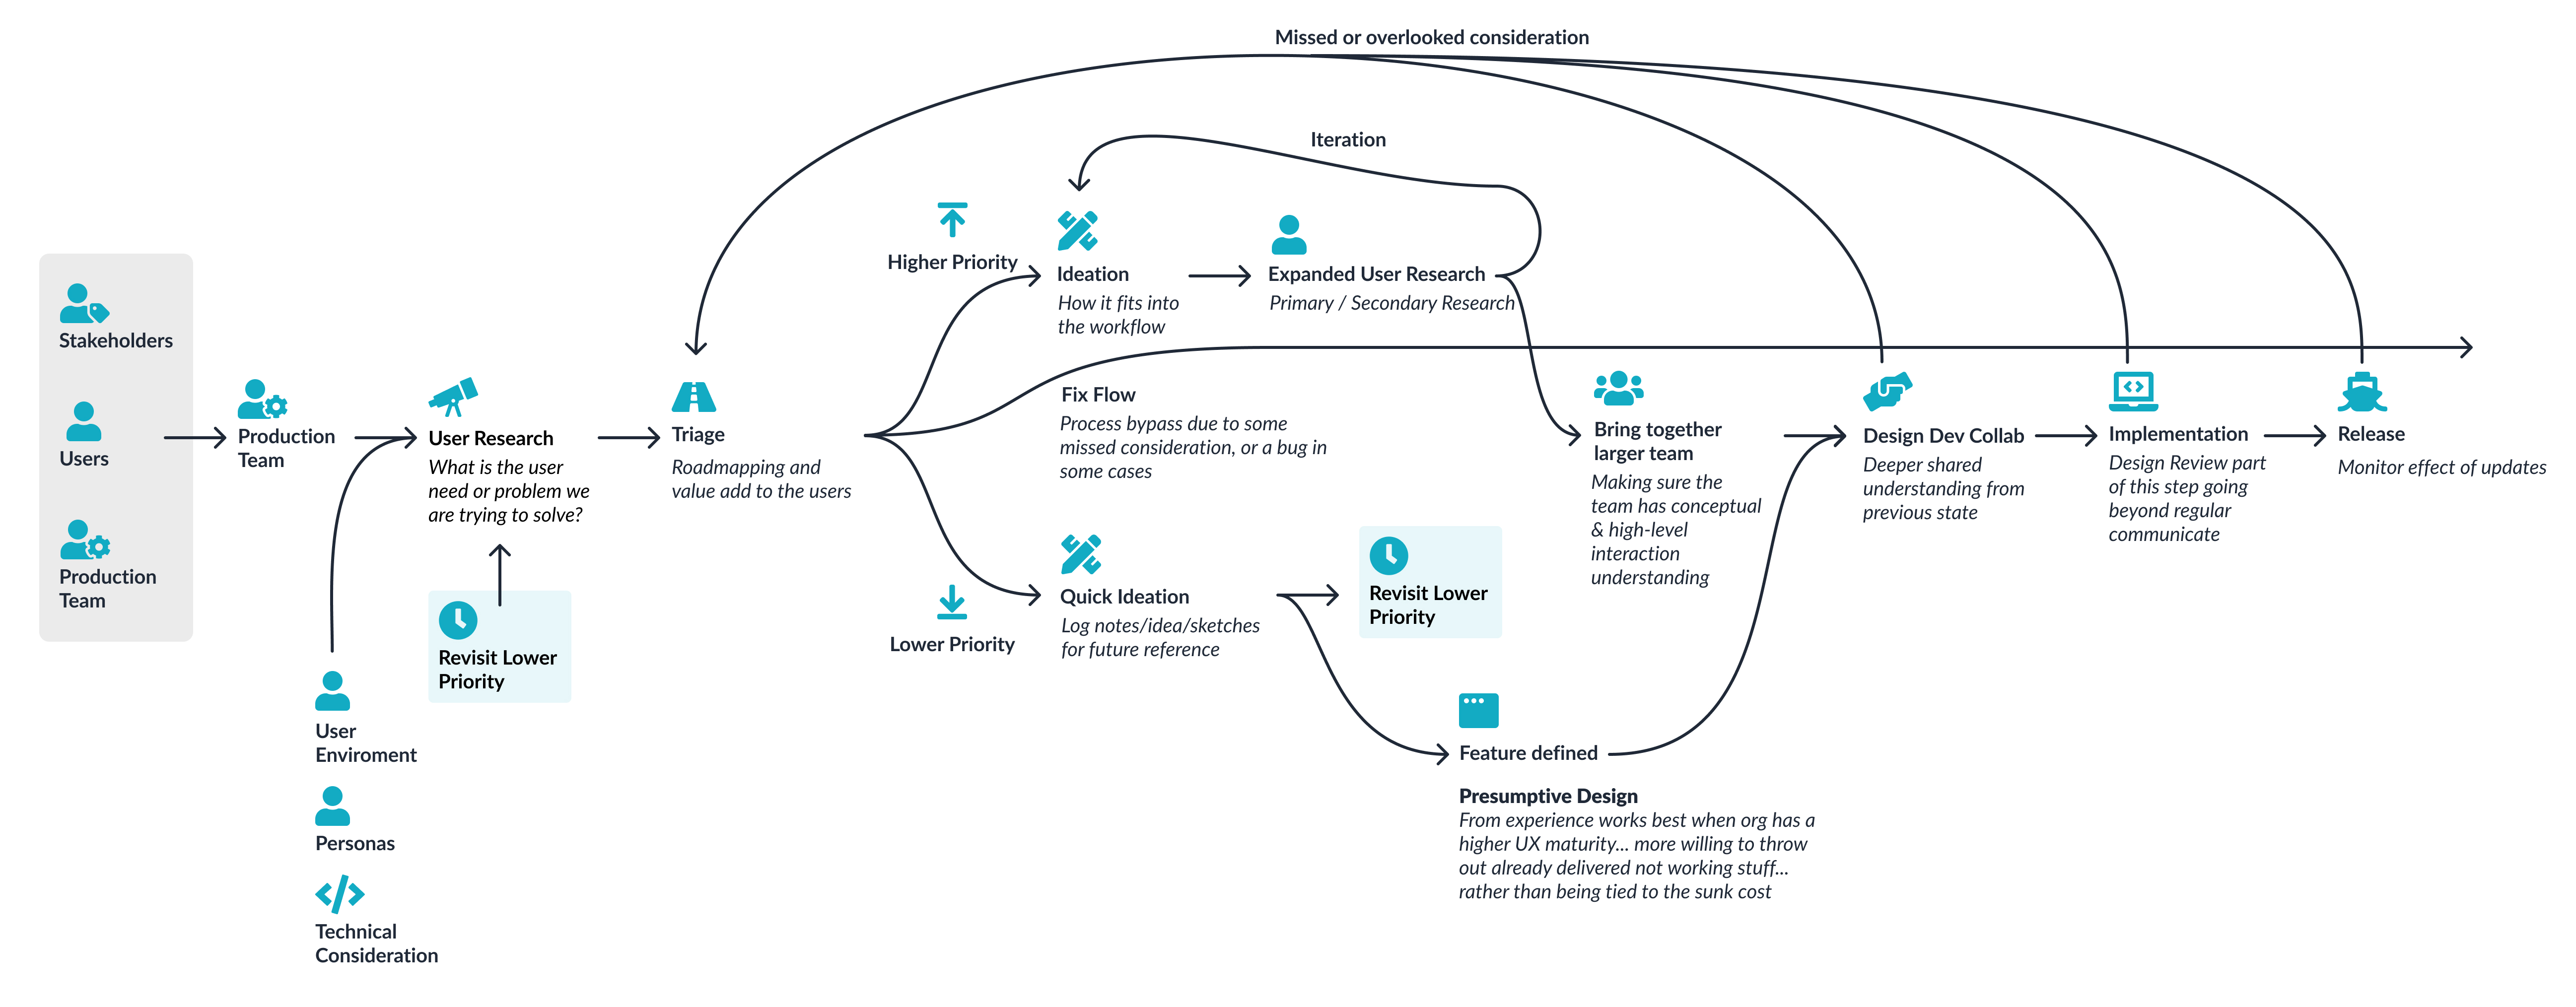 Missed or overlooked consideration
Iteration
Stakeholders
Users
Production
Team
Production
Team
User
Enviroment
Personas
Technical
Consideration
User Research
What is the user
need or problem we
are trying to solve?
Revisit Lower
Priority
Triage
Roadmapping and
value add to the users
Higher Priority
Ideation
How it fits into
the workflow
Expanded User Research
Primary / Secondary Research
Fix Flow
Process bypass due to some
missed consideration, or a bug in
some cases
Lower Priority
Quick Ideation
Log notes/idea/sketches
for future reference
Revisit Lower
Priority
Feature defined
Presumptive Design
From experience works best when org has a
higher UX maturity... more willing to throw
out already delivered not working stuff...
rather than being tied to the sunk cost
Bring together
larger team
Making sure the
team has conceptual
& high-level
interaction
understanding
Design Dev Collab
Deeper shared
understanding from
previous state
Implementation
Design Review part
of this step going
beyond regular
communicate
Release
Monitor effect of updates